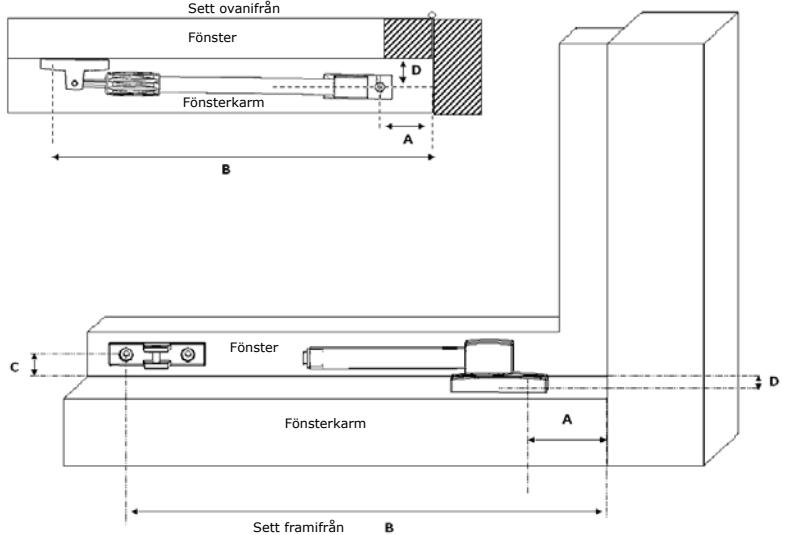 Sett ovanifrån
Fönster
D
Fönsterkarm
A
B
Fönster
C
D
A
Fönsterkarm
Sett framifrån B